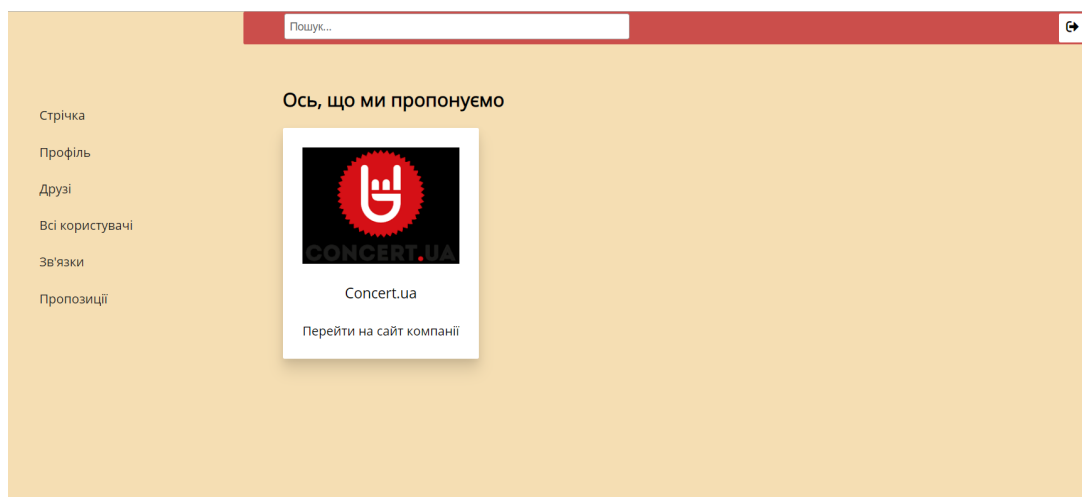 Пошук...
Стрічка
Профіль
Друзі
Всі користувачі
Зв'язки
Пропозиції
Ось, що ми пропонуємо
CONCERT.UA
Concert.ua
Перейти на сайт компанії